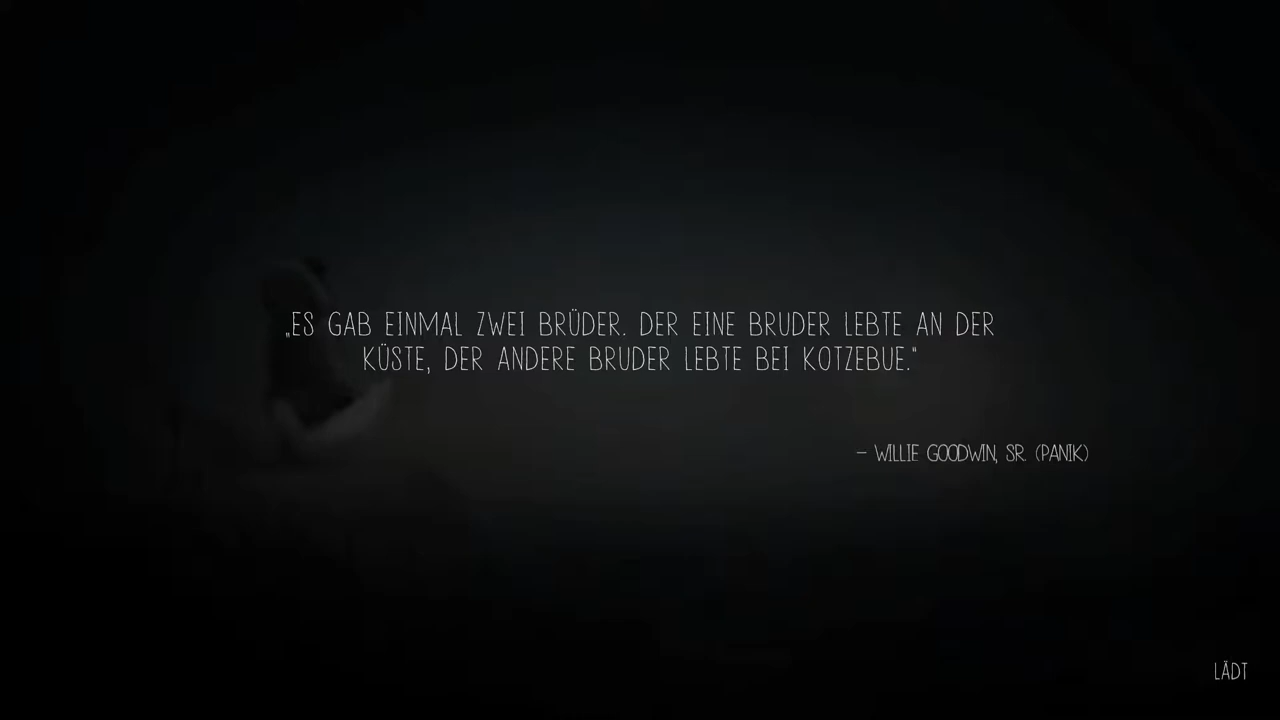 „ES GAB EINMAL ZWEI BRÜDER. DER EINE BRUDER LEBTE AN DER
KÜSTE, DER ANDERE BRUDER LEBTE BEI KOTZEBUE."
– WILLIE GOODWIN, SR. (PANIK)
LÄDT